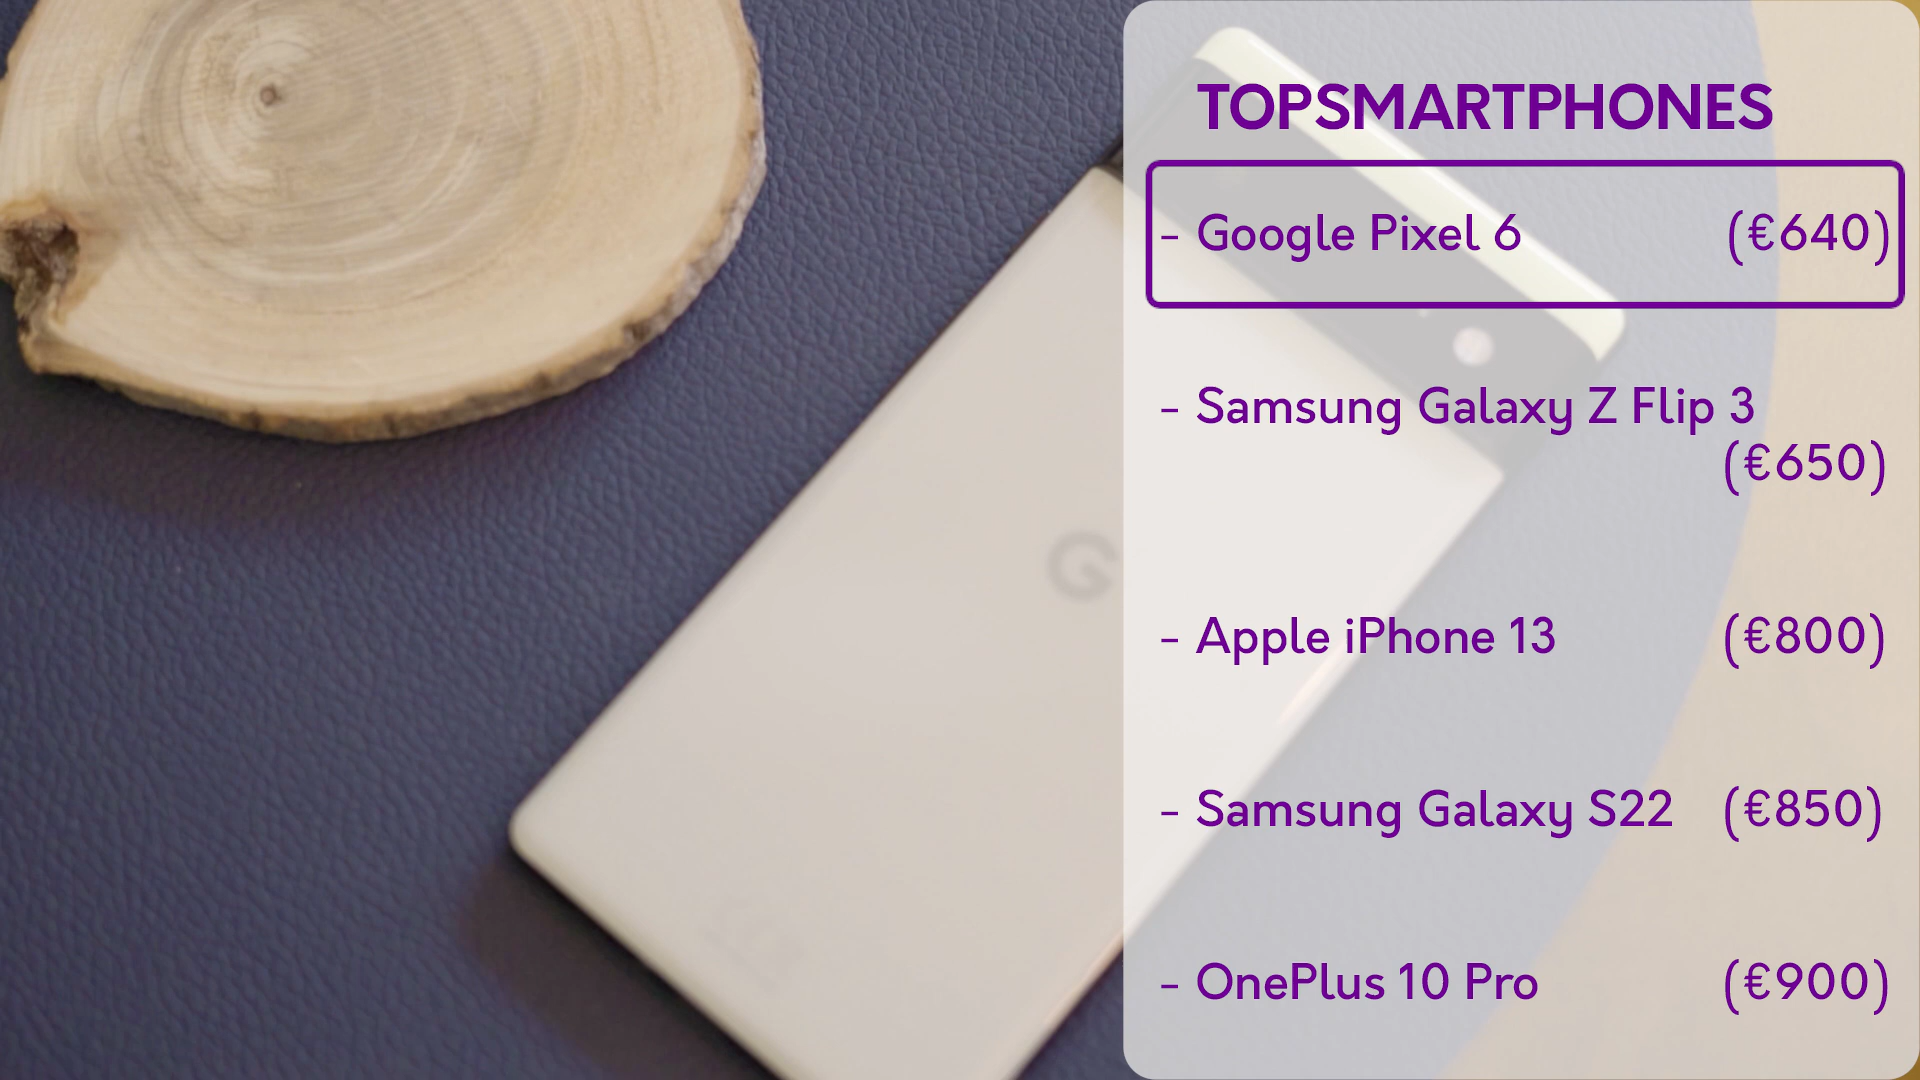 TOPSMARTPHONES
- Google Pixel 6 (€640)
- Samsung Galaxy Z Flip 3
(€650)
- Apple iPhone 13 (€800)
- Samsung Galaxy S22 (€850)
- OnePlus 10 Pro (€900)
G